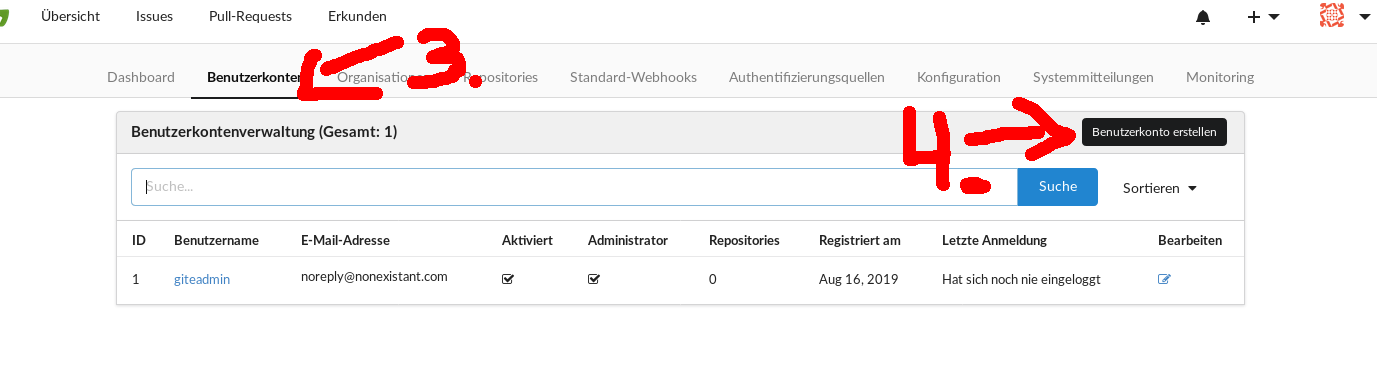 Übersicht Issues Pull-Requests Erkunden
3.
Dashboard Benutzerkonten Organisationen Repositories Standard-Webhooks Authentifizierungsquellen Konfiguration Systemmitteilungen Monitoring
Benutzerkontenverwaltung (Gesamt: 1) 4. Benutzerkonto erstellen
Suche... Suche Sortieren
ID Benutzername E-Mail-Adresse Aktiviert Administrator Repositories Registriert am Letzte Anmeldung Bearbeiten
1 giteadmin noreply@nonexistant.com 0 Aug 16, 2019 Hat sich noch nie eingeloggt